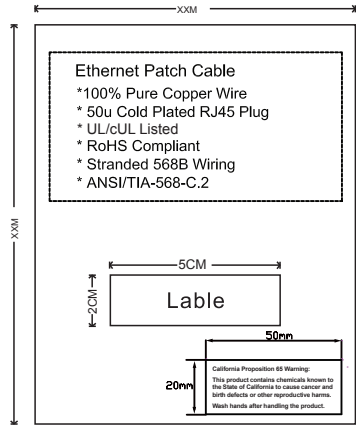 XXM
Ethernet Patch Cable
*100% Pure Copper Wire
* 50u Cold Plated RJ45 Plug
* UL/cUL Listed
* RoHS Compliant
* Stranded 568B Wiring
* ANSI/TIA-568-C.2
XXM
5CM
2CM
Lable
50mm
20mm
California Proposition 65 Warning:
This product contains chemicals known to
the State of California to cause cancer and
birth defects or other reproductive harms.
Wash hands after handling the product.